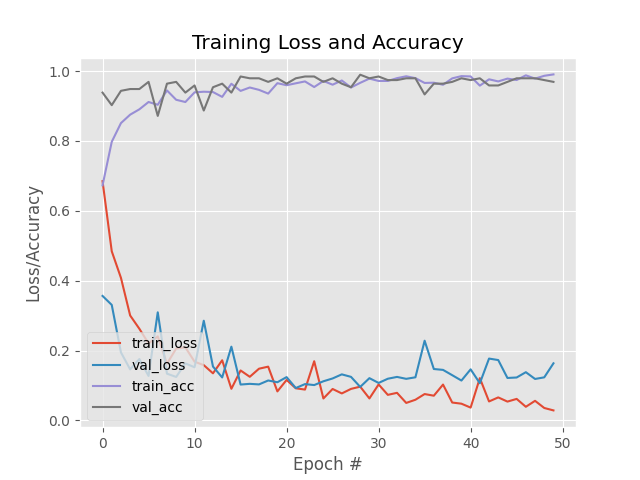 Training Loss and Accuracy
1.0
0.8
0.6
0.4
0.2
0.0
Loss/Accuracy
train_loss
val_loss
train_acc
val_acc
0 10 20 30 40 50
Epoch #